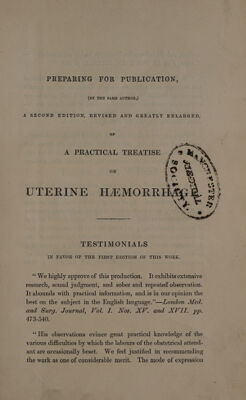 PREPARING FOR PUBLICATION,
(BY THE SAME AUTHOR,)
A SECOND EDITION, REVISED AND GREATLY ENLARGED,
OF
A PRACTICAL TREATISE
ON
UTERINE HÆMORRHAGE
TESTIMONIALS
IN FAVOR OF THE FIRST EDITION OF THIS WORK.
"We highly approve of this production. It exhibits extensive
research, sound judgment, and sober and repeated observation.
It abounds with practical information, and is in our opinion the
best on the subject in the English language."—London Med.
and Surg. Journal, Vol. I. Nos. XV. and XVII. pp.
473-540.
"His observations evince great practical knowledge of the
various difficulties by which the labours of the obstetrical attend-
ant are occasionally beset. We feel justified in recommending
the work as one of considerable merit. The mode of expression